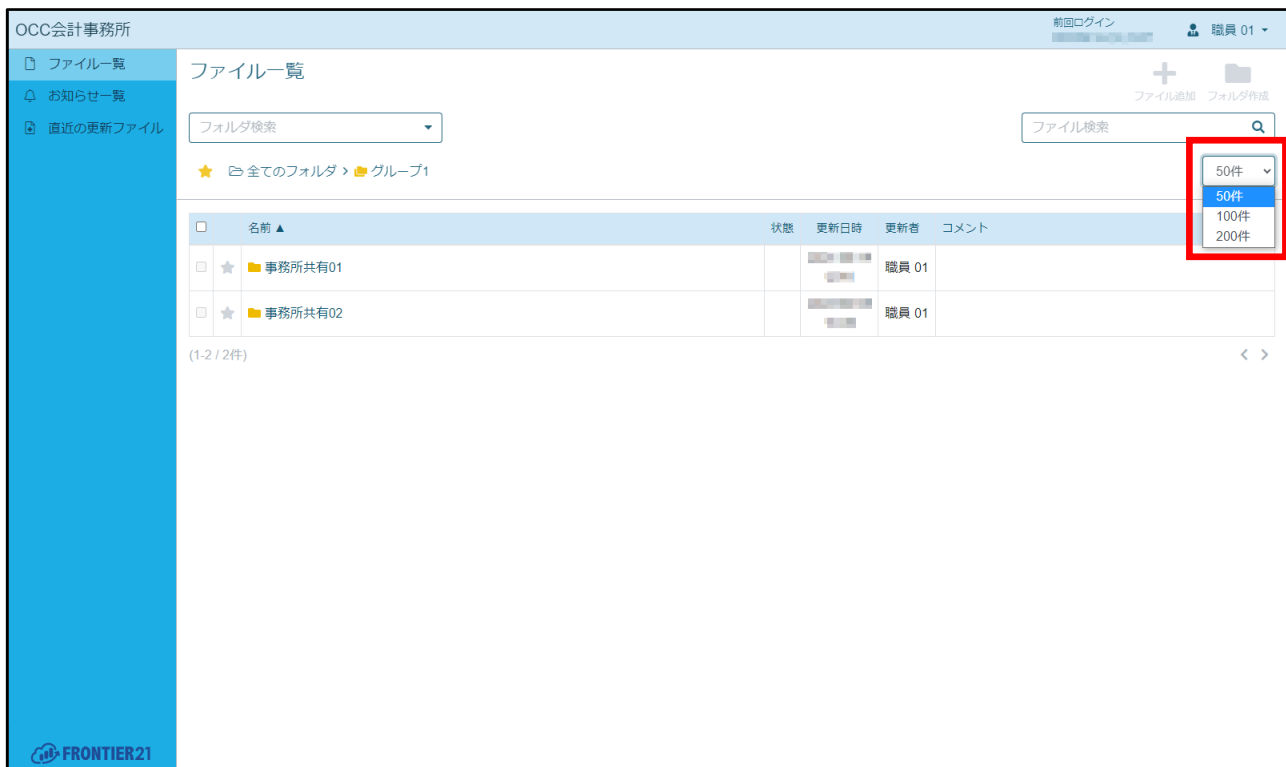 OCC会計事務所
前回ログイン
職員 01
ファイル一覧
お知らせ一覧
直近の更新ファイル
ファイル一覧
ファイル追加 フォルダ作成
フォルダ検索
ファイル検索
全てのフォルダ > グループ1
50件
50件
100件
200件
名前▲ 状態 更新日時 更新者 コメント
事務所共有01 職員 01
事務所共有02 職員 01
(1-2 / 2件)
FRONTIER21